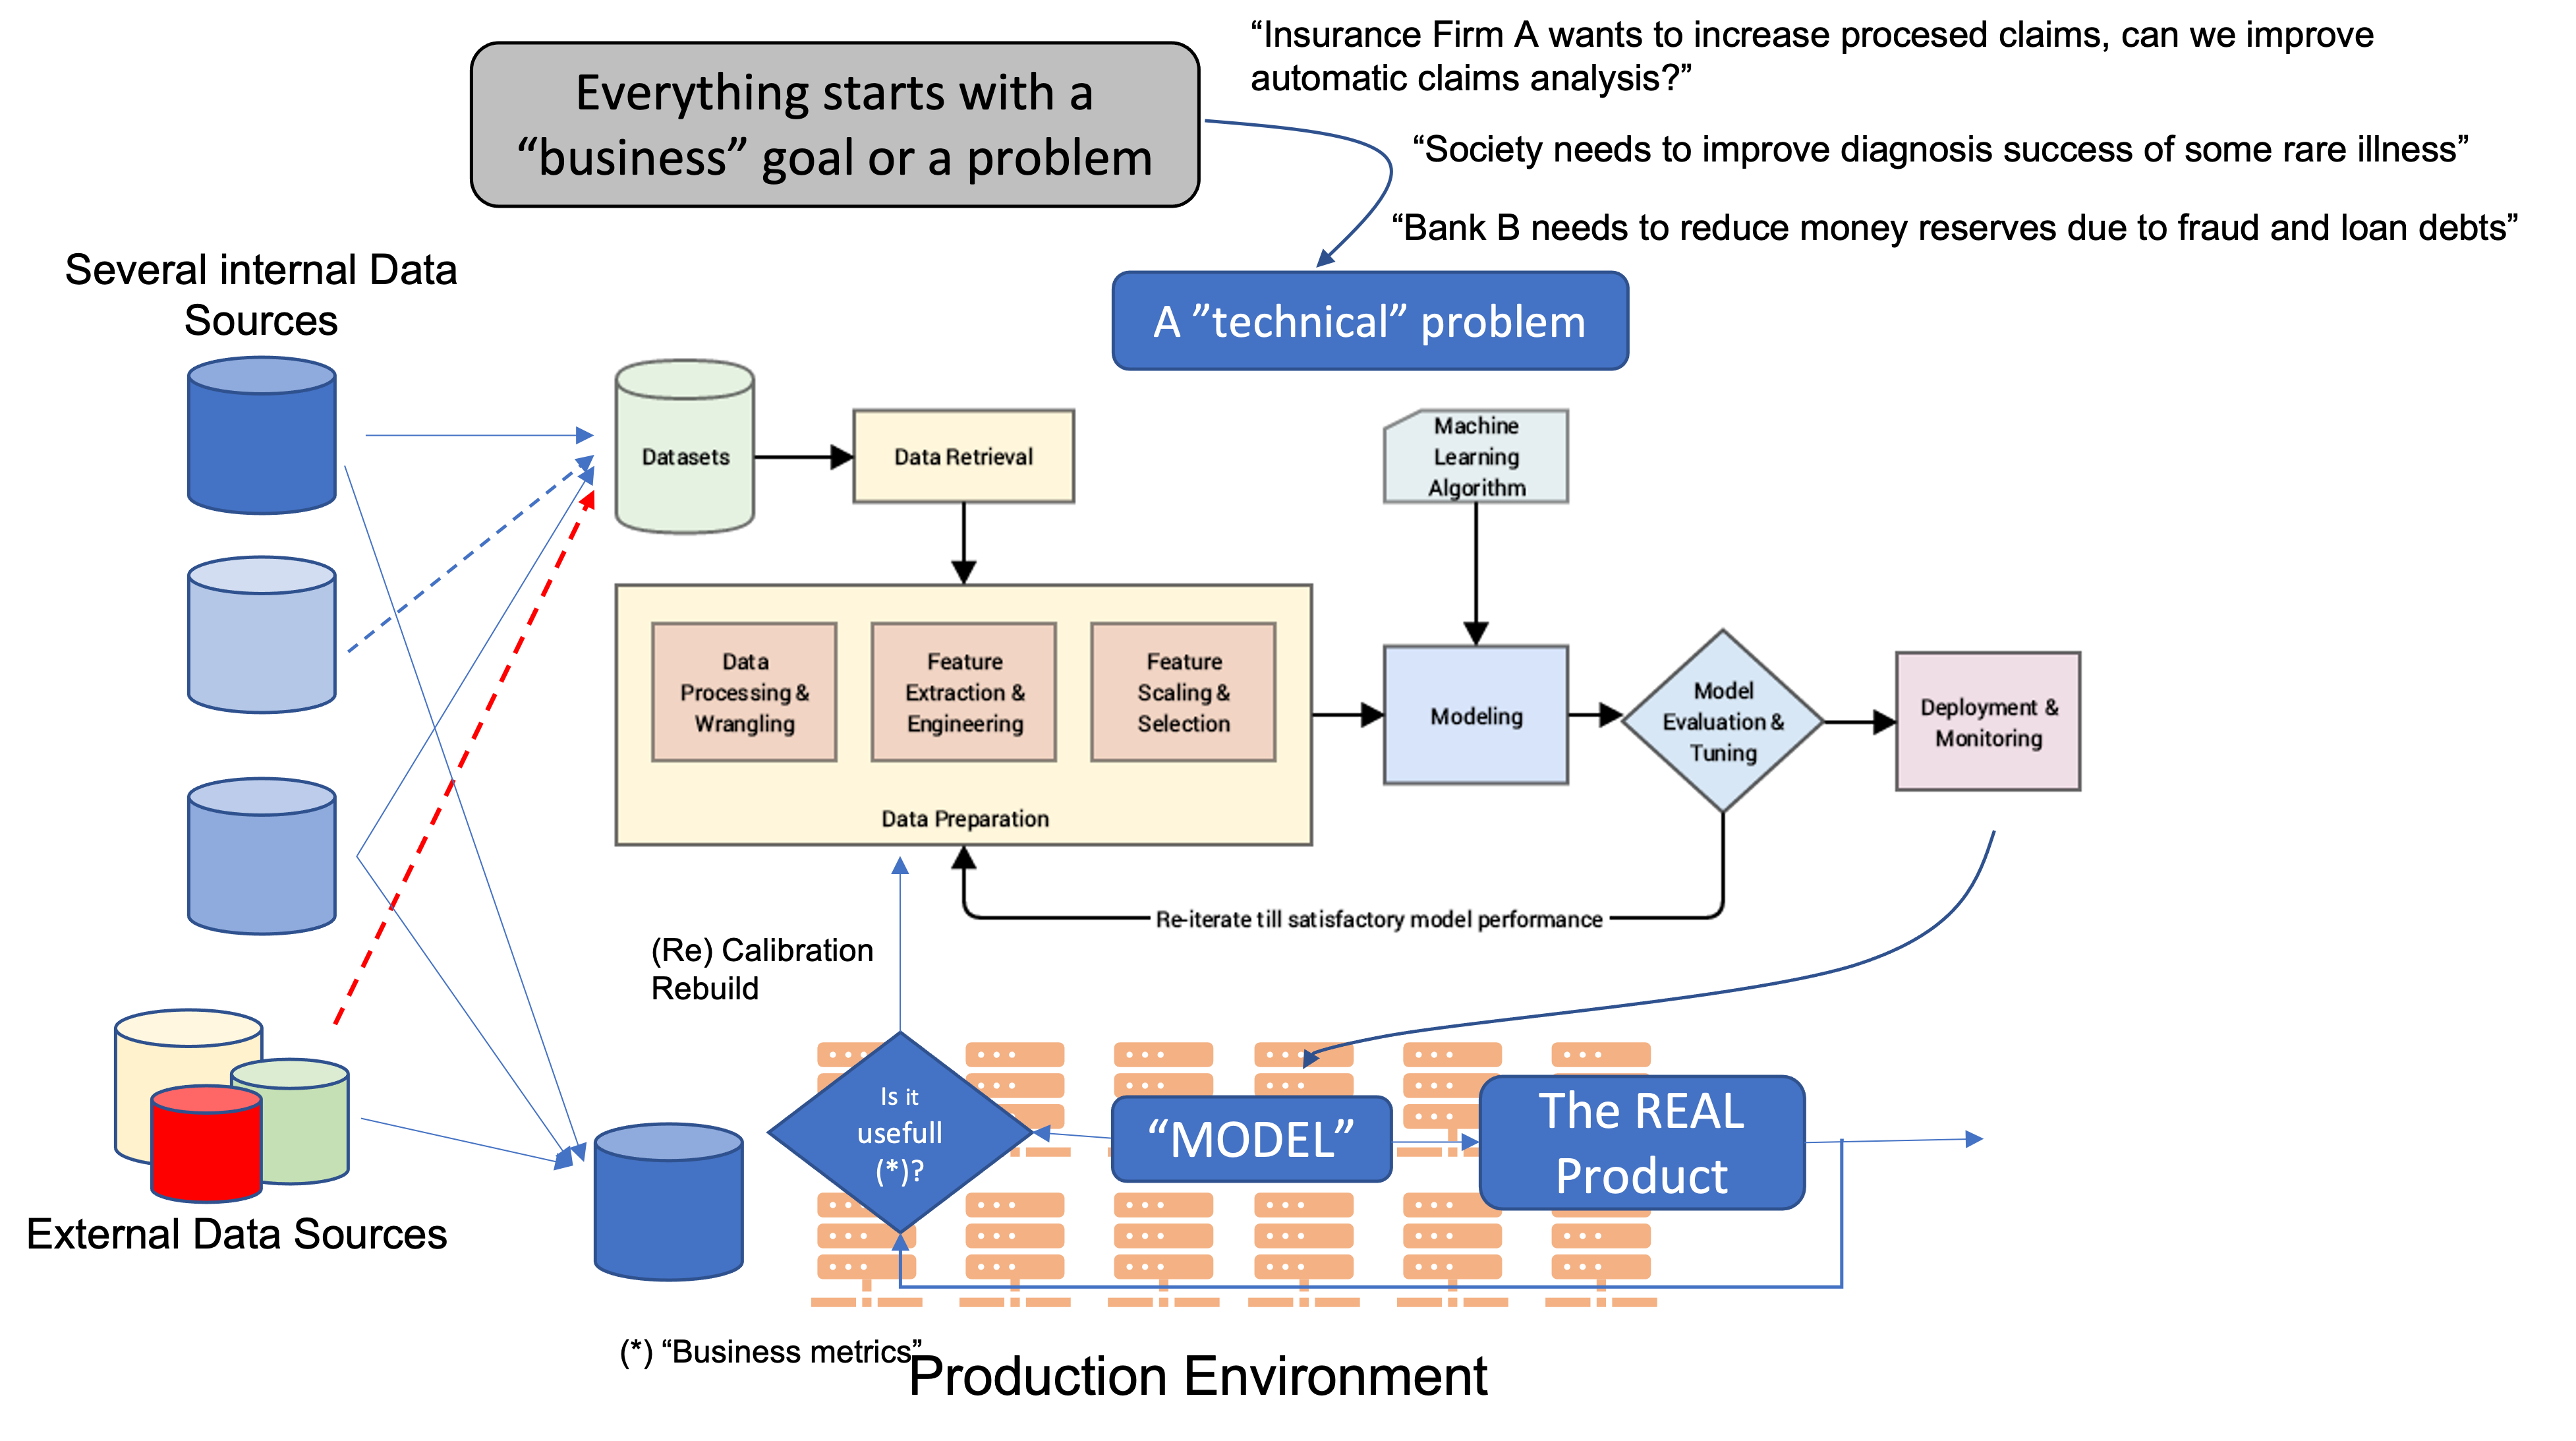 “Insurance Firm A wants to increase procesed claims, can we improve
automatic claims analysis?”
Everything starts with a
“business” goal or a problem
“Society needs to improve diagnosis success of some rare illness”
“Bank B needs to reduce money reserves due to fraud and loan debts”
Several internal Data
Sources
A ”technical” problem
Datasets
Data Retrieval
Machine
Learning
Algorithm
Data
Processing &
Wrangling
Feature
Extraction &
Engineering
Feature
Scaling &
Selection
Data Preparation
Modeling
Model
Evaluation &
Tuning
Deployment &
Monitoring
Re-iterate till satisfactory model performance
(Re) Calibration
Rebuild
Is it
usefull
(*)?
“MODEL”
The REAL
Product
External Data Sources
(*) “Business metrics”
Production Environment